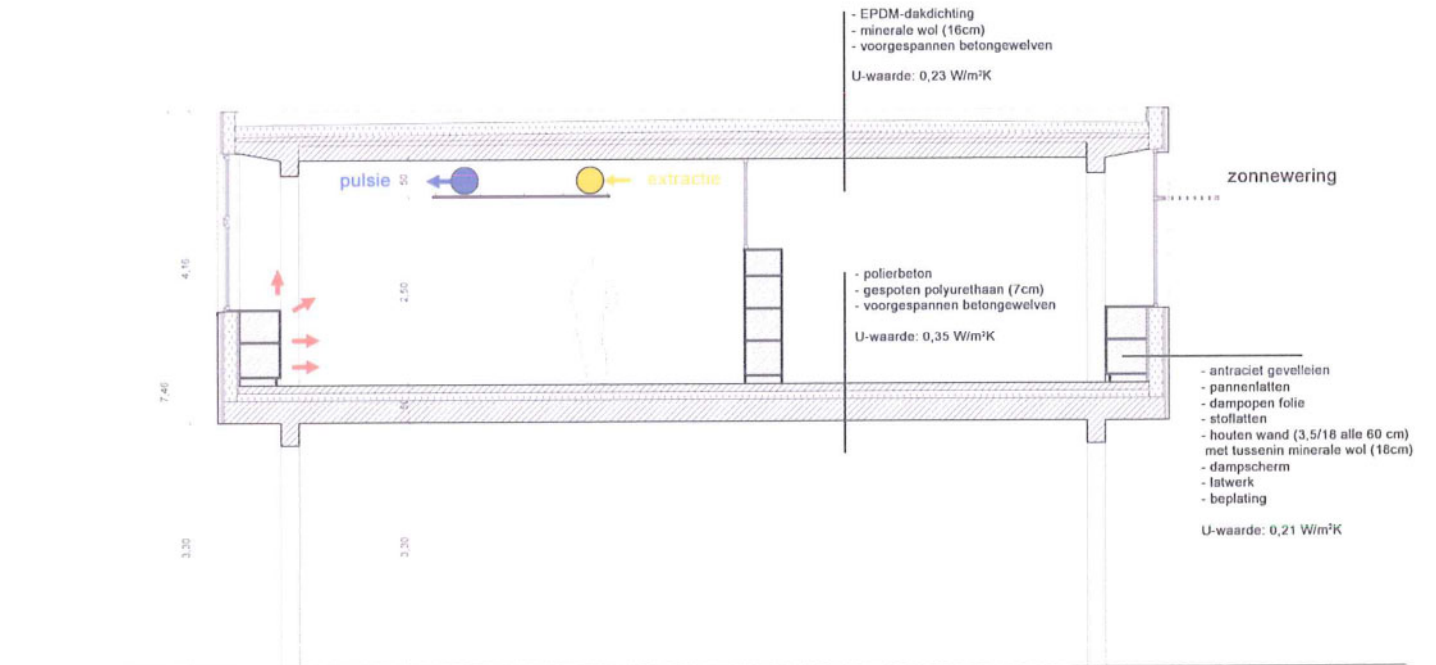 - EPDM-dakdichting
- minerale wol (16cm)
- voorgespannen betongewelven
U-waarde: 0,23 W/m²K
pulsie
50
extractie
zonnewering
4,16
2,50
- polierbeton
- gespoten polyurethaan (7cm)
- voorgespannen betongewelven
U-waarde: 0,35 W/m²K
7,46
- antraciet gevelleien
- pannenlatten
- dampopen folie
- stoflatten
- houten wand (3,5/18 alle 60 cm)
met tussenin minerale wol (18cm)
- dampscherm
- latwerk
- beplating
U-waarde: 0,21 W/m²K
3,30
3,30